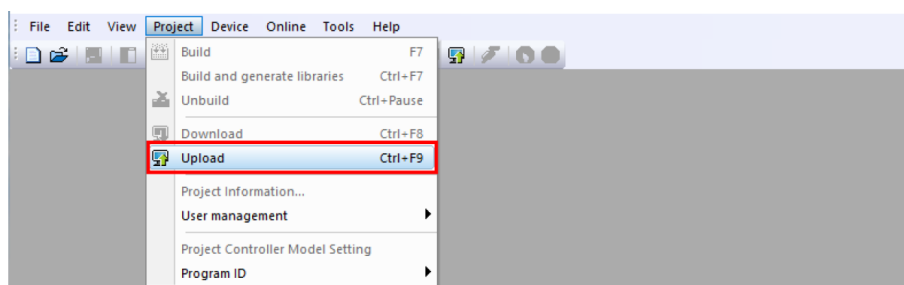 File Edit View Project Device Online Tools Help
Build F7
Build and generate libraries Ctrl+F7
Unbuild Ctrl+Pause
Download Ctrl+F8
Upload Ctrl+F9
Project Information...
User management
Project Controller Model Setting
Program ID